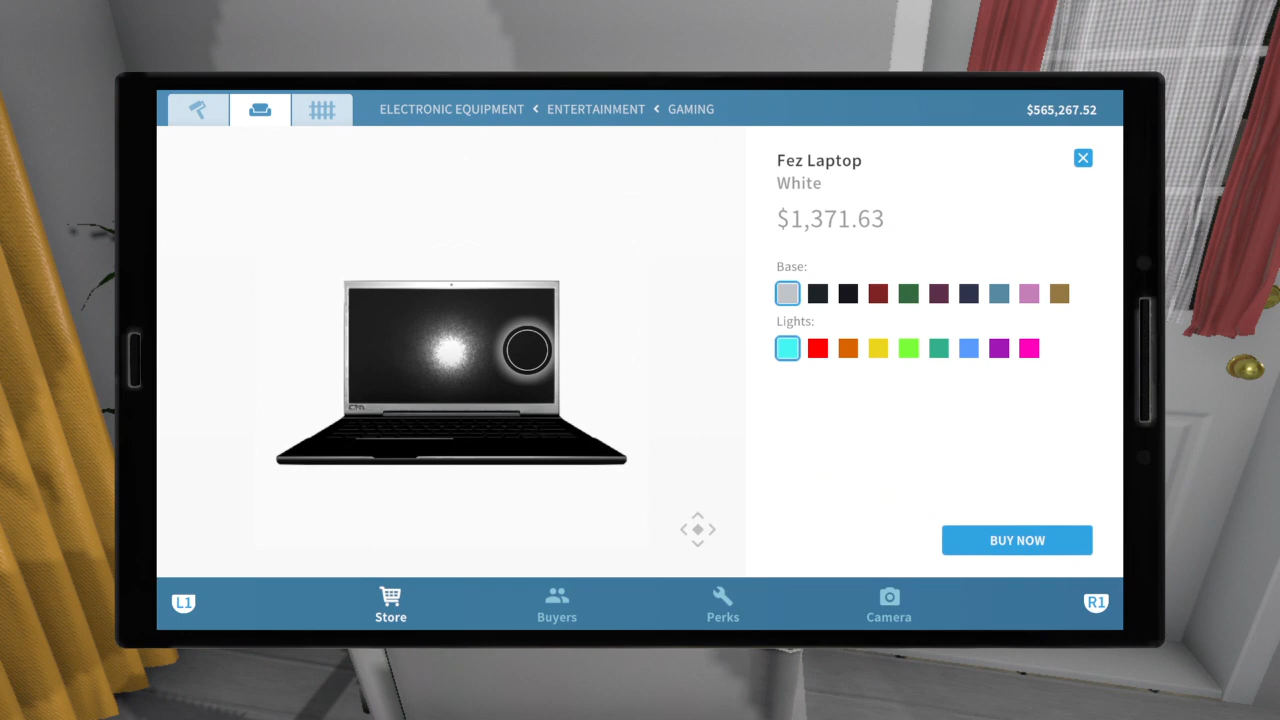 ELECTRONIC EQUIPMENT < ENTERTAINMENT < GAMING
$565,267.52
Fez Laptop
White
$1,371.63
Base:
Lights:
BUY NOW
L1
Store
Buyers
Perks
Camera
R1